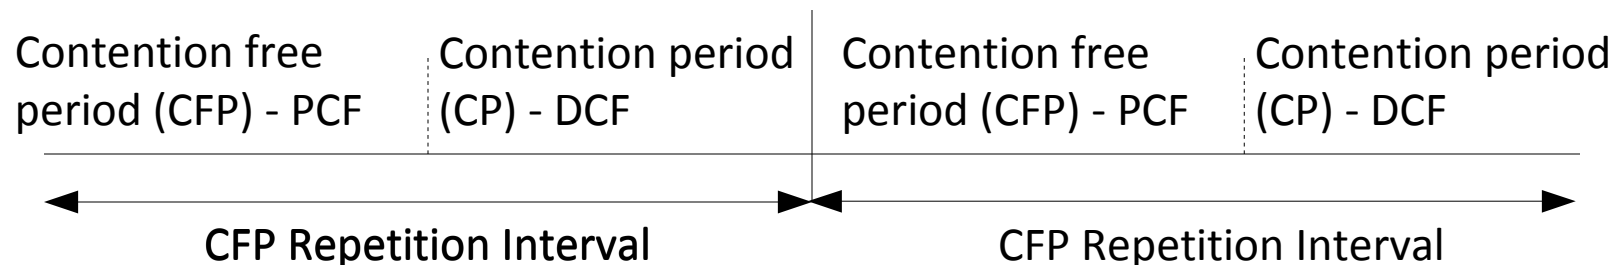 Contention free
period (CFP) - PCF
Contention period
(CP) - DCF
Contention free
period (CFP) - PCF
Contention period
(CP) - DCF
CFP Repetition Interval
CFP Repetition Interval